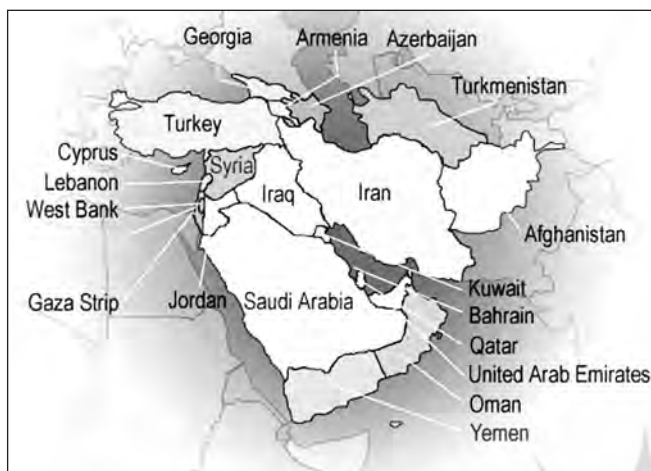 Georgia
Armenia
Azerbaijan
Turkmenistan
Turkey
Cyprus
Syria
Lebanon
Iraq
Iran
West Bank
Afghanistan
Gaza Strip
Jordan
Saudi Arabia
Kuwait
Bahrain
Qatar
United Arab Emirates
Oman
Yemen